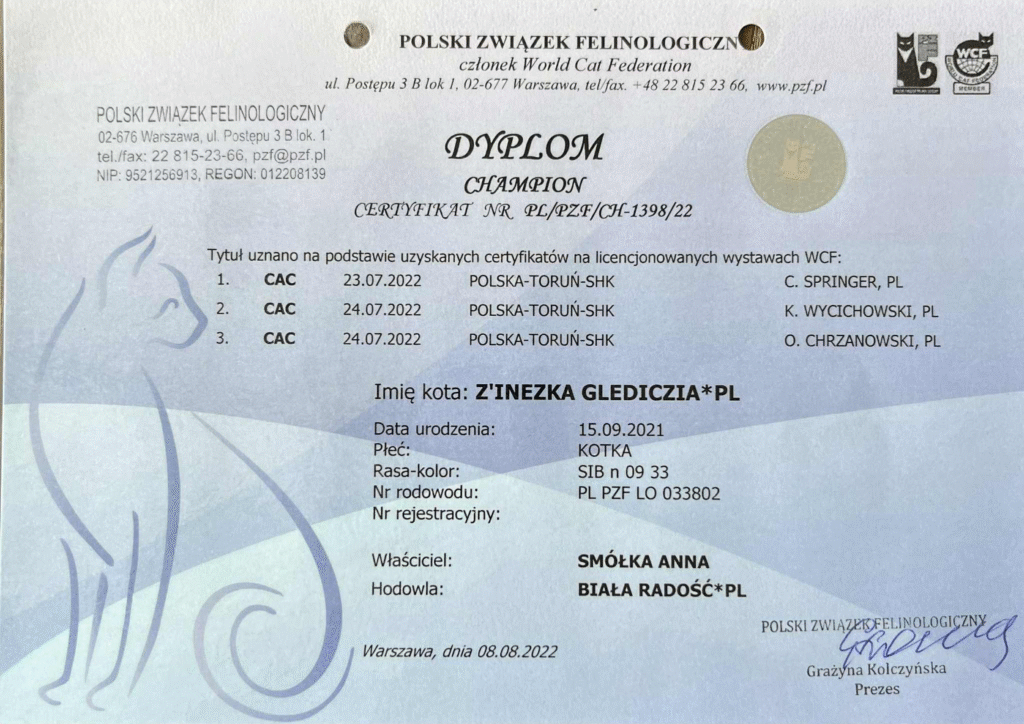 POLSKI ZWIĄZEK FELINOLOGICZN
członek World Cat Federation
ul. Postępu 3 B lok 1, 02-677 Warszawa, tel/fax. +48 22 815 23 66, www.pzf.pl
POLSKI ZWIĄZEK FELINOLOGICZNY
02-676 Warszawa, ul. Postępu 3 B lok. 1
tel./fax: 22 815-23-66, pzf@pzf.pl
NIP: 9521256913, REGON: 012208139
WCF
MEMBER
DYPLOM
CHAMPION
CERTYFIKAT NR PL/PZF/CH-1398/22
Tytuł uznano na podstawie uzyskanych certyfikatów na licencjonowanych wystawach WCF:
1. CAC 23.07.2022 POLSKA-TORUŃ-SHK C. SPRINGER, PL
2. CAC 24.07.2022 POLSKA-TORUŃ-SHK K. WYCICHOWSKI, PL
3. CAC 24.07.2022 POLSKA-TORUŃ-SHK O. CHRZANOWSKI, PL
Imię kota: Z'INEZKA GLEDICZIA*PL
Data urodzenia: 15.09.2021
Płeć: KOTKA
Rasa-kolor: SIB n 09 33
Nr rodowodu: PL PZF LO 033802
Nr rejestracyjny:
Właściciel: SMÓŁKA ANNA
Hodowla: BIAŁA RADOŚĆ*PL
Warszawa, dnia 08.08.2022
POLSKI ZWIĄZEK FELINOLOGICZNY
Grażyna Kolczyńska
Prezes